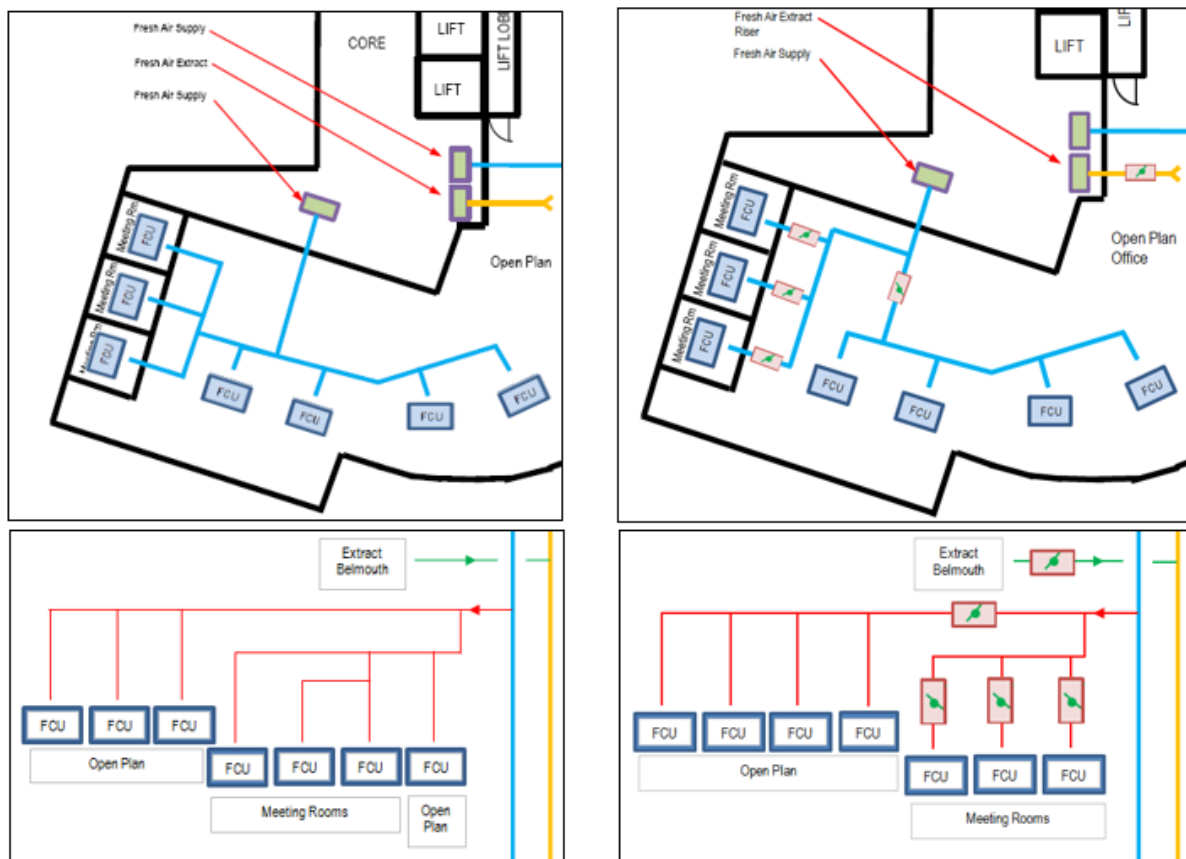 Fresh Air Supply
Fresh Air Extract
Fresh Air Supply
CORE
LIFT
LIFT
LIFT LOBB
Meeting Rm
FCU
Meeting Rm
FCU
Meeting Rm
FCU
Open Plan
FCU
FCU
FCU
FCU
Fresh Air Extract
Riser
Fresh Air Supply
LIFT
Meeting Rm
FCU
Meeting Rm
FCU
Meeting Rm
FCU
Open Plan
Office
FCU
FCU
FCU
FCU
Extract
Belmouth
FCU FCU FCU
Open Plan
FCU FCU FCU FCU
Meeting Rooms
Open
Plan
Extract
Belmouth
FCU FCU FCU FCU
Open Plan
FCU FCU FCU
Meeting Rooms